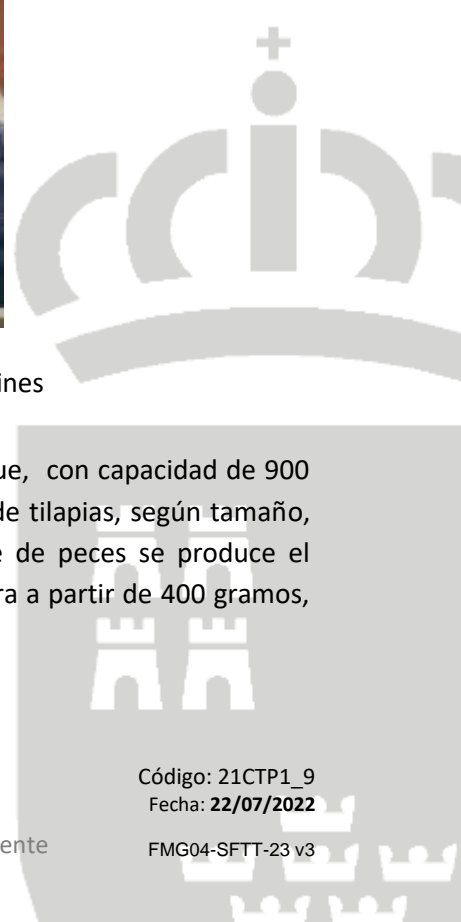 ines
ue, con capacidad de 900
de tilapias, según tamaño,
e de peces se produce el
ra a partir de 400 gramos,
Código: 21CTP1_9
Fecha: 22/07/2022
ente
FMG04-SFTT-23 v3